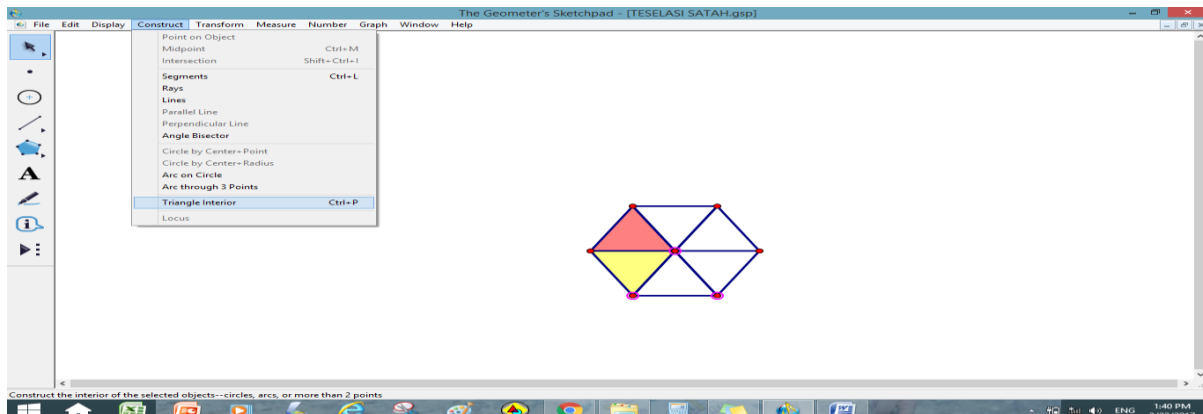 The Geometer's Sketchpad - [TESELASI SATAH.gsp]
File Edit Display Construct Transform Measure Number Graph Window Help
Point on Object
Midpoint Ctrl+M
Intersection Shift+Ctrl+I
Segments Ctrl+L
Rays
Lines
Parallel Line
Perpendicular Line
Angle Bisector
Circle by Center+Point
Circle by Center+Radius
Arc on Circle
Arc through 3 Points
Triangle Interior Ctrl+P
Locus
A
Construct the interior of the selected objects--circles, arcs, or more than 2 points
ENG 1:40 PM